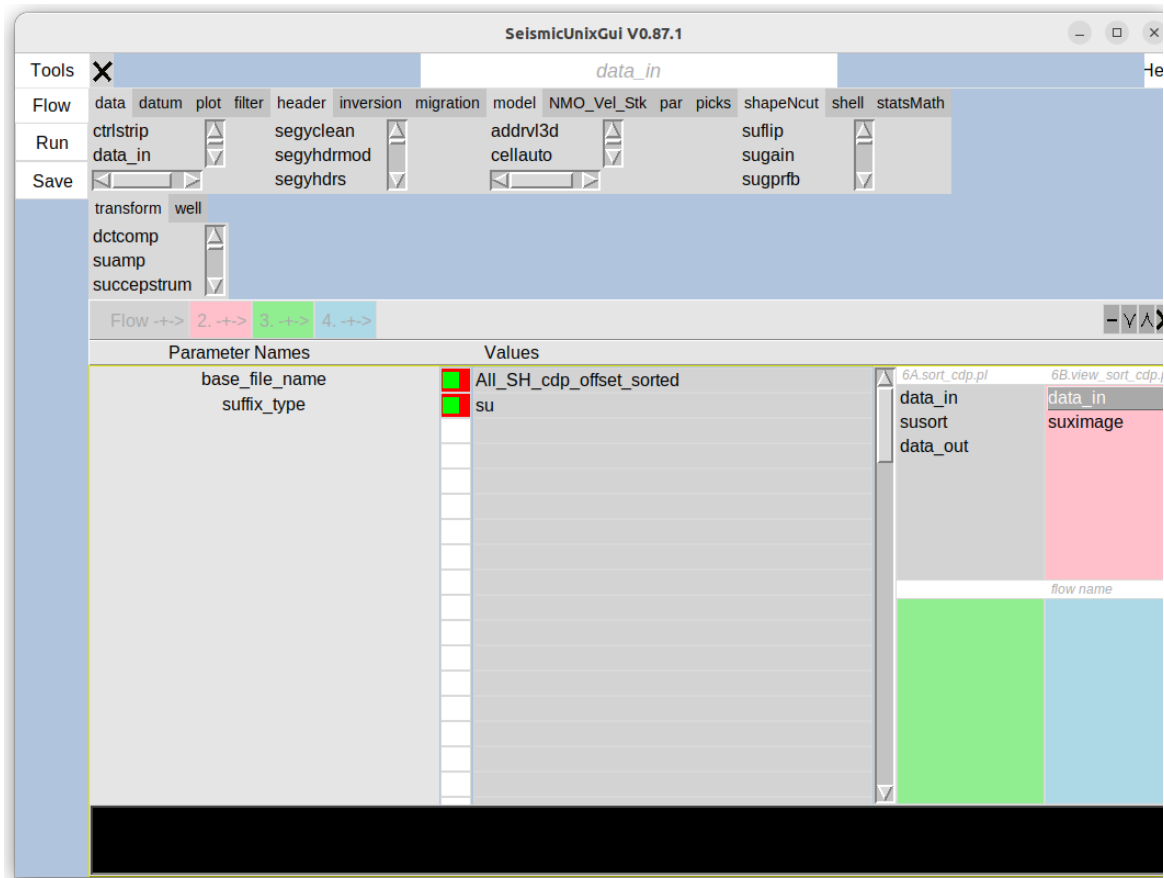 SeismicUnixGui V0.87.1
Tools data_in He
Flow data datum plot filter header inversion migration model NMO_Vel_Stk par picks shapeNcut shell statsMath
Run
Save
ctrlstrip segyclean addrvl3d suflip
data_in segyhdrmod cellauto sugain
segyhdrs sugprfb
transform well
dctcomp
suamp
succepstrum
Flow -+-> 2. -+-> 3. -+-> 4. -+->
Parameter Names Values
base_file_name All_SH_cdp_offset_sorted
suffix_type su
6A.sort_cdp.pl 6B.view_sort_cdp.p
data_in data_in
susort suximage
data_out
flow name